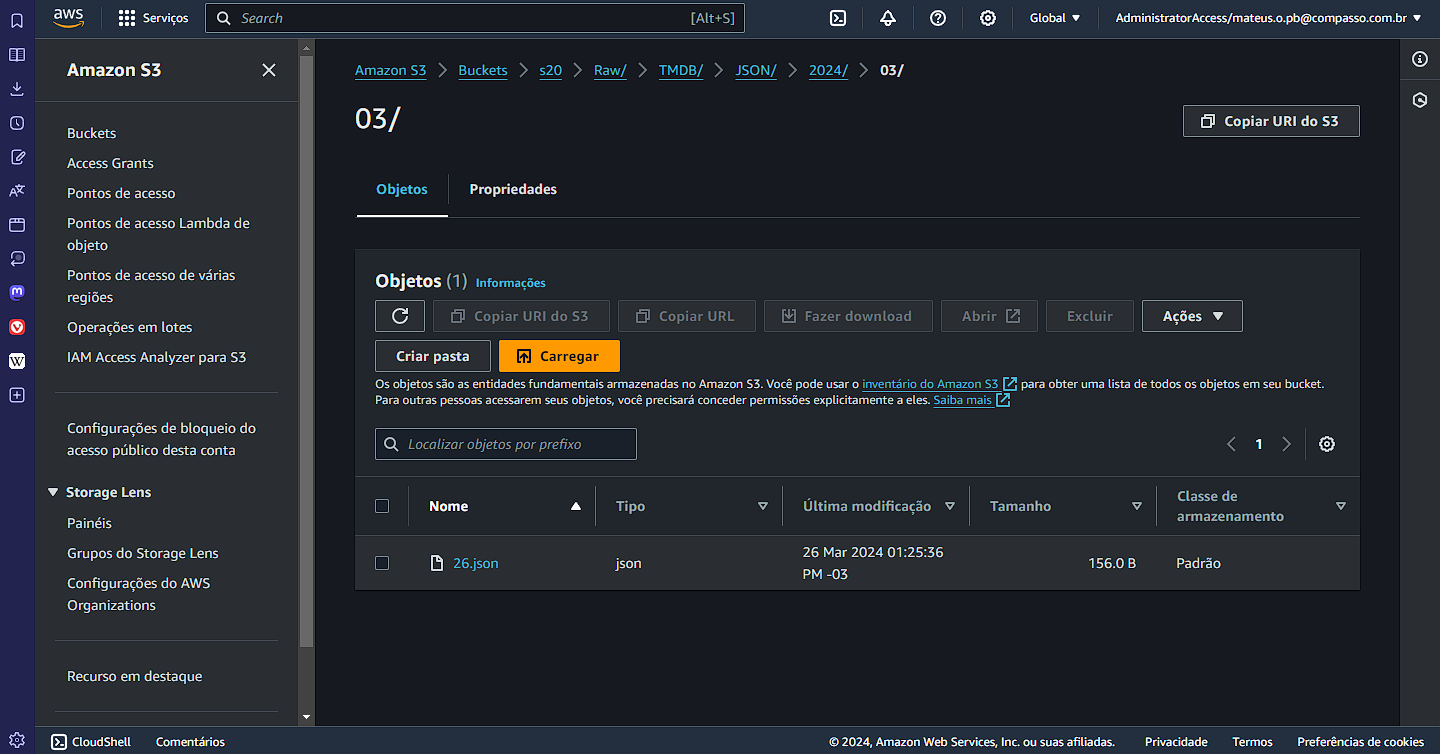 aws
Serviços
Search
[Alt+S]
Global
AdministratorAccess/mateus.o.pb@compasso.com.br
Amazon S3
Buckets
Access Grants
Pontos de acesso
Pontos de acesso Lambda de
objeto
Pontos de acesso de várias
regiões
Operações em lotes
IAM Access Analyzer para S3
Configurações de bloqueio do
acesso público desta conta
Storage Lens
Painéis
Grupos do Storage Lens
Configurações do AWS
Organizations
Recurso em destaque
Amazon S3
Buckets
s20
Raw/
TMDB/
JSON/
2024/
03/
03/
Copiar URI do S3
Objetos
Propriedades
Objetos (1) Informações
Copiar URI do S3
Copiar URL
Fazer download
Abrir
Excluir
Ações
Criar pasta
Carregar
Os objetos são as entidades fundamentais armazenadas no Amazon S3. Você pode usar o inventário do Amazon S3 para obter uma lista de todos os objetos em seu bucket.
Para outras pessoas acessarem seus objetos, você precisará conceder permissões explicitamente a eles. Saiba mais
Localizar objetos por prefixo
1
Nome
Tipo
Última modificação
Tamanho
Classe de
armazenamento
26.json
json
26 Mar 2024 01:25:36
PM -03
156.0 B
Padrão
CloudShell
Comentários
© 2024, Amazon Web Services, Inc. ou suas afiliadas.
Privacidade
Termos
Preferências de cookies